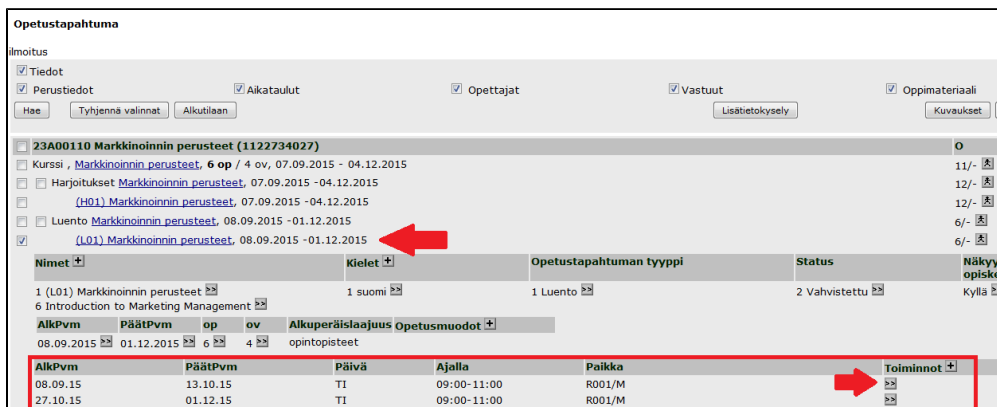 Opetustapahtuma
ilmoitus
Tiedot
Perustiedot Aikataulut Opettajat Vastuut Oppimateriaali
Hae Tyhjennä valinnat Alkutilaan Lisätietokysely Kuvaukset
23A00110 Markkinoinnin perusteet (1122734027) O
Kurssi , Markkinoinnin perusteet, 6 op / 4 ov, 07.09.2015 - 04.12.2015 11/-
Harjoitukset Markkinoinnin perusteet, 07.09.2015 -04.12.2015 12/-
(H01) Markkinoinnin perusteet, 07.09.2015 -04.12.2015 12/-
Luento Markkinoinnin perusteet, 08.09.2015 -01.12.2015 6/-
(L01) Markkinoinnin perusteet, 08.09.2015 -01.12.2015 6/-
Nimet + Kielet + Opetustapahtuman tyyppi Status Näkyy
opiske
1 (L01) Markkinoinnin perusteet >> 1 suomi >> 1 Luento >> 2 Vahvistettu >> Kyllä >>
6 Introduction to Marketing Management >>
AlkPvm PäätPvm op ov Alkuperäislaajuus Opetusmuodot +
08.09.2015 >> 01.12.2015 >> 6 >> 4 >> opintopisteet
AlkPvm PäätPvm Päivä Ajalla Paikka Toiminnot +
08.09.15 13.10.15 TI 09:00-11:00 R001/M >>
27.10.15 01.12.15 TI 09:00-11:00 R001/M >>